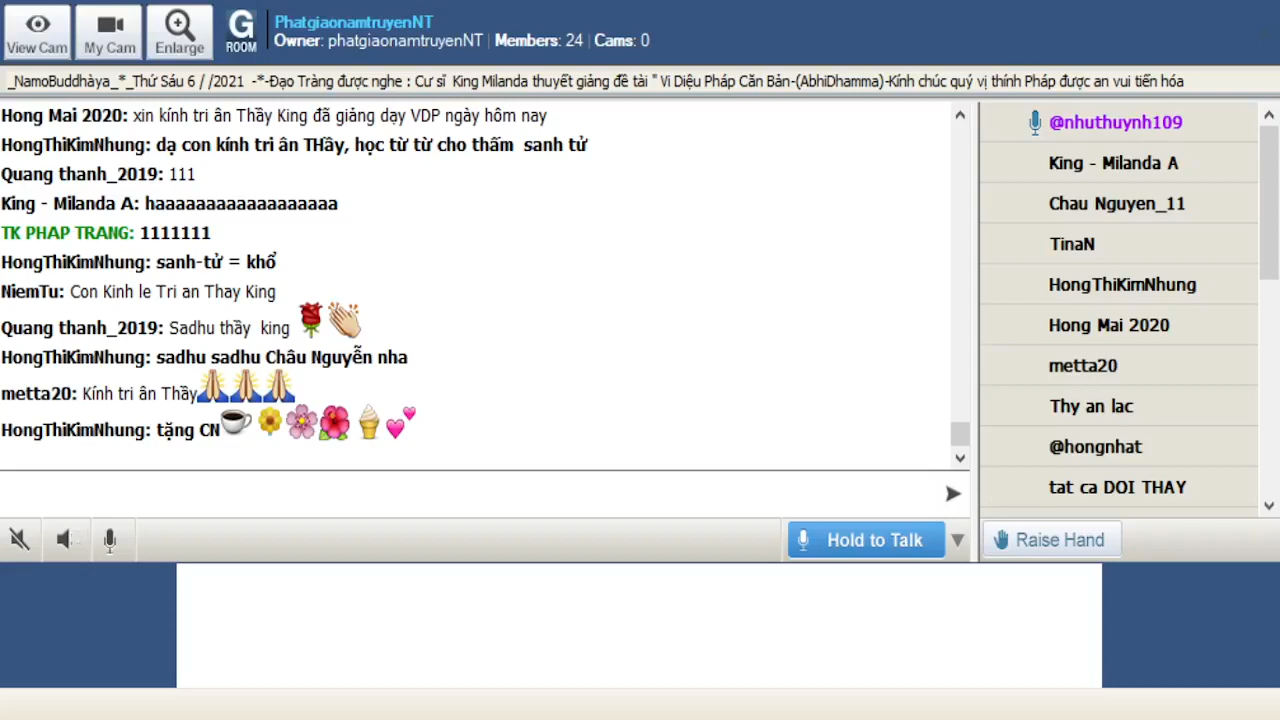 View Cam
My Cam
Enlarge
G
ROOM
PhatgiaonamtruyenNT
Owner: phatgiaonamtruyenNT | Members: 24 | Cams: 0
_NamoBuddhàya_*_Thứ Sáu 6 / /2021 -*-Đạo Tràng được nghe : Cư sĩ King Milanda thuyết giảng đề tài " Vi Diệu Pháp Căn Bản-(AbhiDhamma)-Kính chúc quý vị thính Pháp được an vui tiến hóa
Hong Mai 2020: xin kính tri ân Thầy King đã giảng dạy VDP ngày hôm nay
HongThiKimNhung: dạ con kính tri ân THầy, học từ từ cho thấm sanh tử
Quang thanh_2019: 111
King - Milanda A: haaaaaaaaaaaaaaaaaa
TK PHAP TRANG: 1111111
HongThiKimNhung: sanh-tử = khổ
NiemTu: Con Kinh le Tri an Thay King
Quang thanh_2019: Sadhu thầy king
HongThiKimNhung: sadhu sadhu Châu Nguyễn nha
metta20: Kính tri ân Thầy
HongThiKimNhung: tặng CN
@nhuthuynh109
King - Milanda A
Chau Nguyen_11
TinaN
HongThiKimNhung
Hong Mai 2020
metta20
Thy an lac
@hongnhat
tat ca DOI THAY
Hold to Talk
Raise Hand